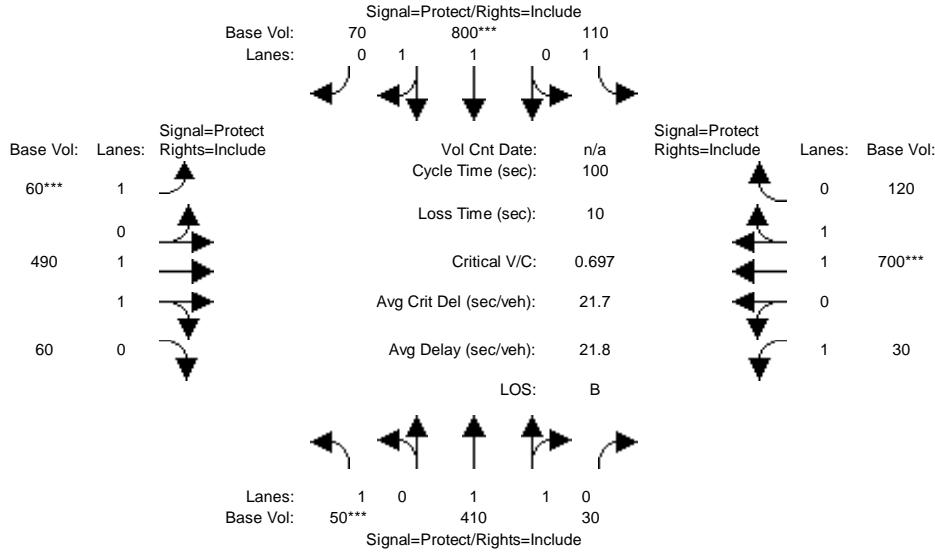 Signal=Protect/Rights=Include
Base Vol: 70 800*** 110
Lanes: 0 1 1 0 1
Signal=Protect
Base Vol: Lanes: Rights=Include
Vol Cnt Date: n/a
Signal=Protect
Rights=Include Lanes: Base Vol:
Cycle Time (sec): 100
60*** 1
0 120
Loss Time (sec): 10
0
1
490 1
Critical V/C: 0.697
1 700***
1
Avg Crit Del (sec/veh): 21.7
0
60 0
Avg Delay (sec/veh): 21.8
1 30
LOS: B
Lanes: 1 0 1 1 0
Base Vol: 50*** 410 30
Signal=Protect/Rights=Include